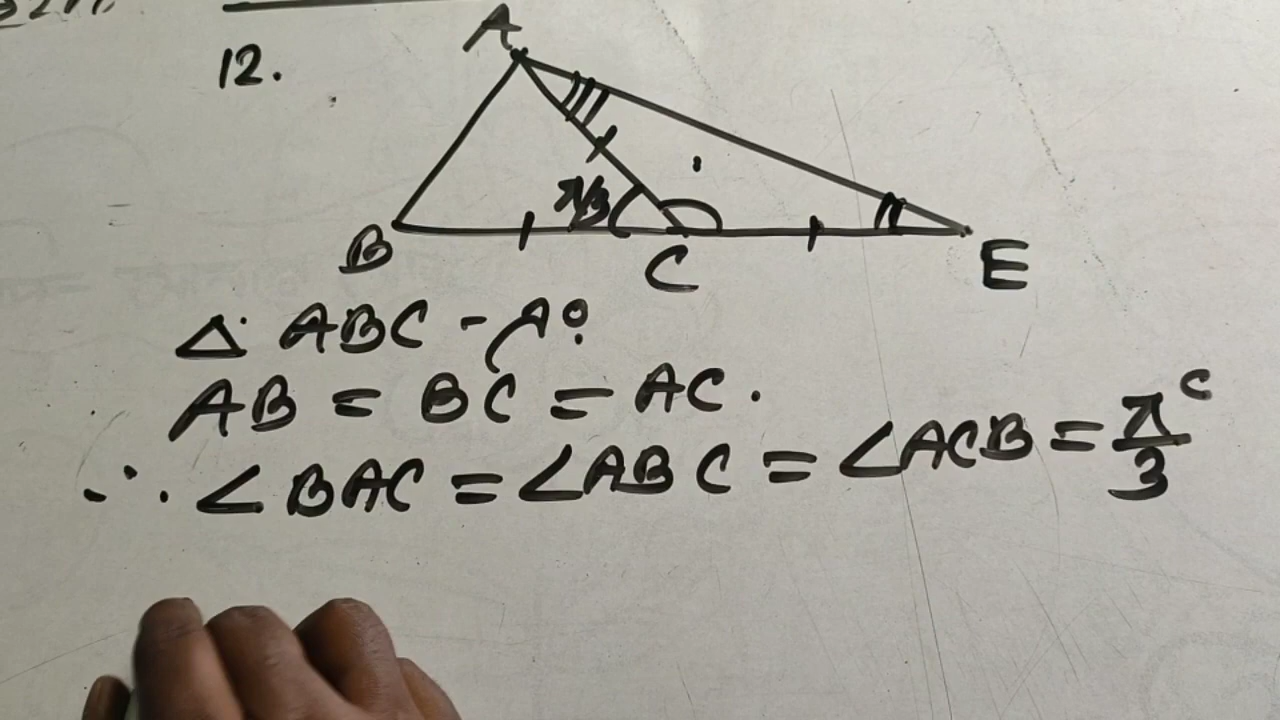 12.
A
π/3
B
C
E
△ ABC -
AB = BC = AC.
∴ ∠BAC = ∠ABC = ∠ACB = π/3 c